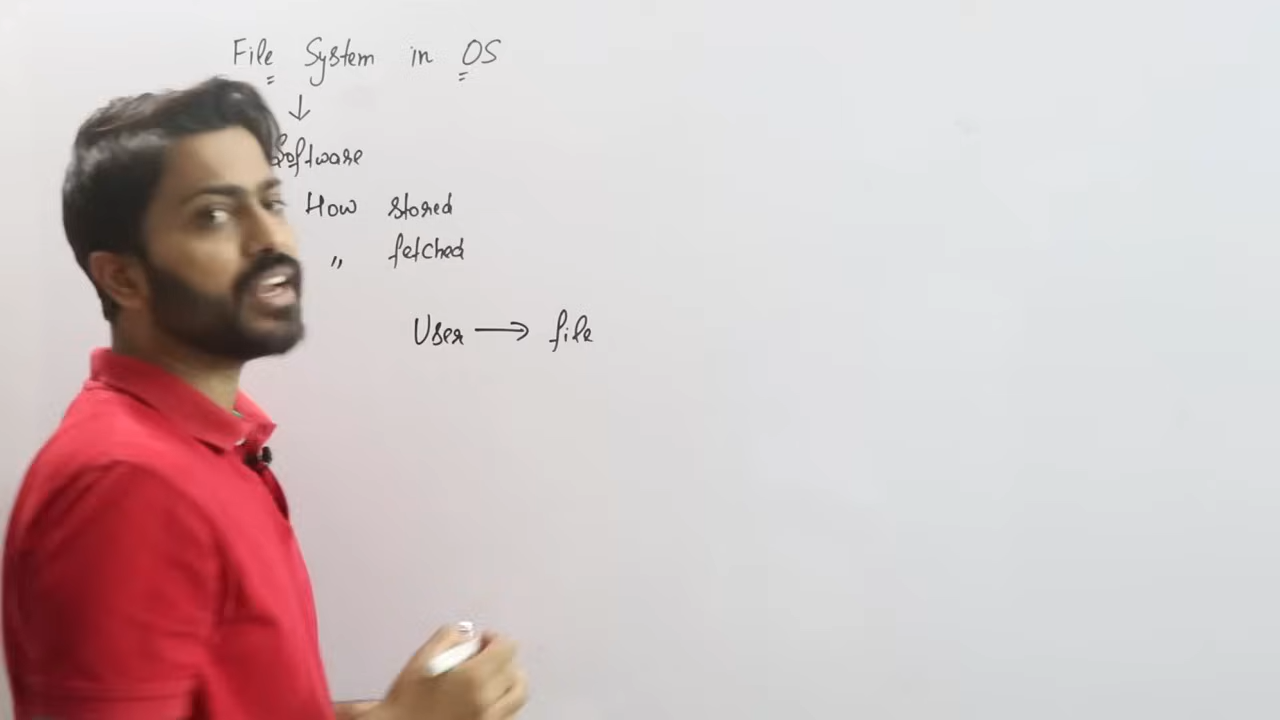 File System in OS
↓
Software
How stored
,, fetched
User → file